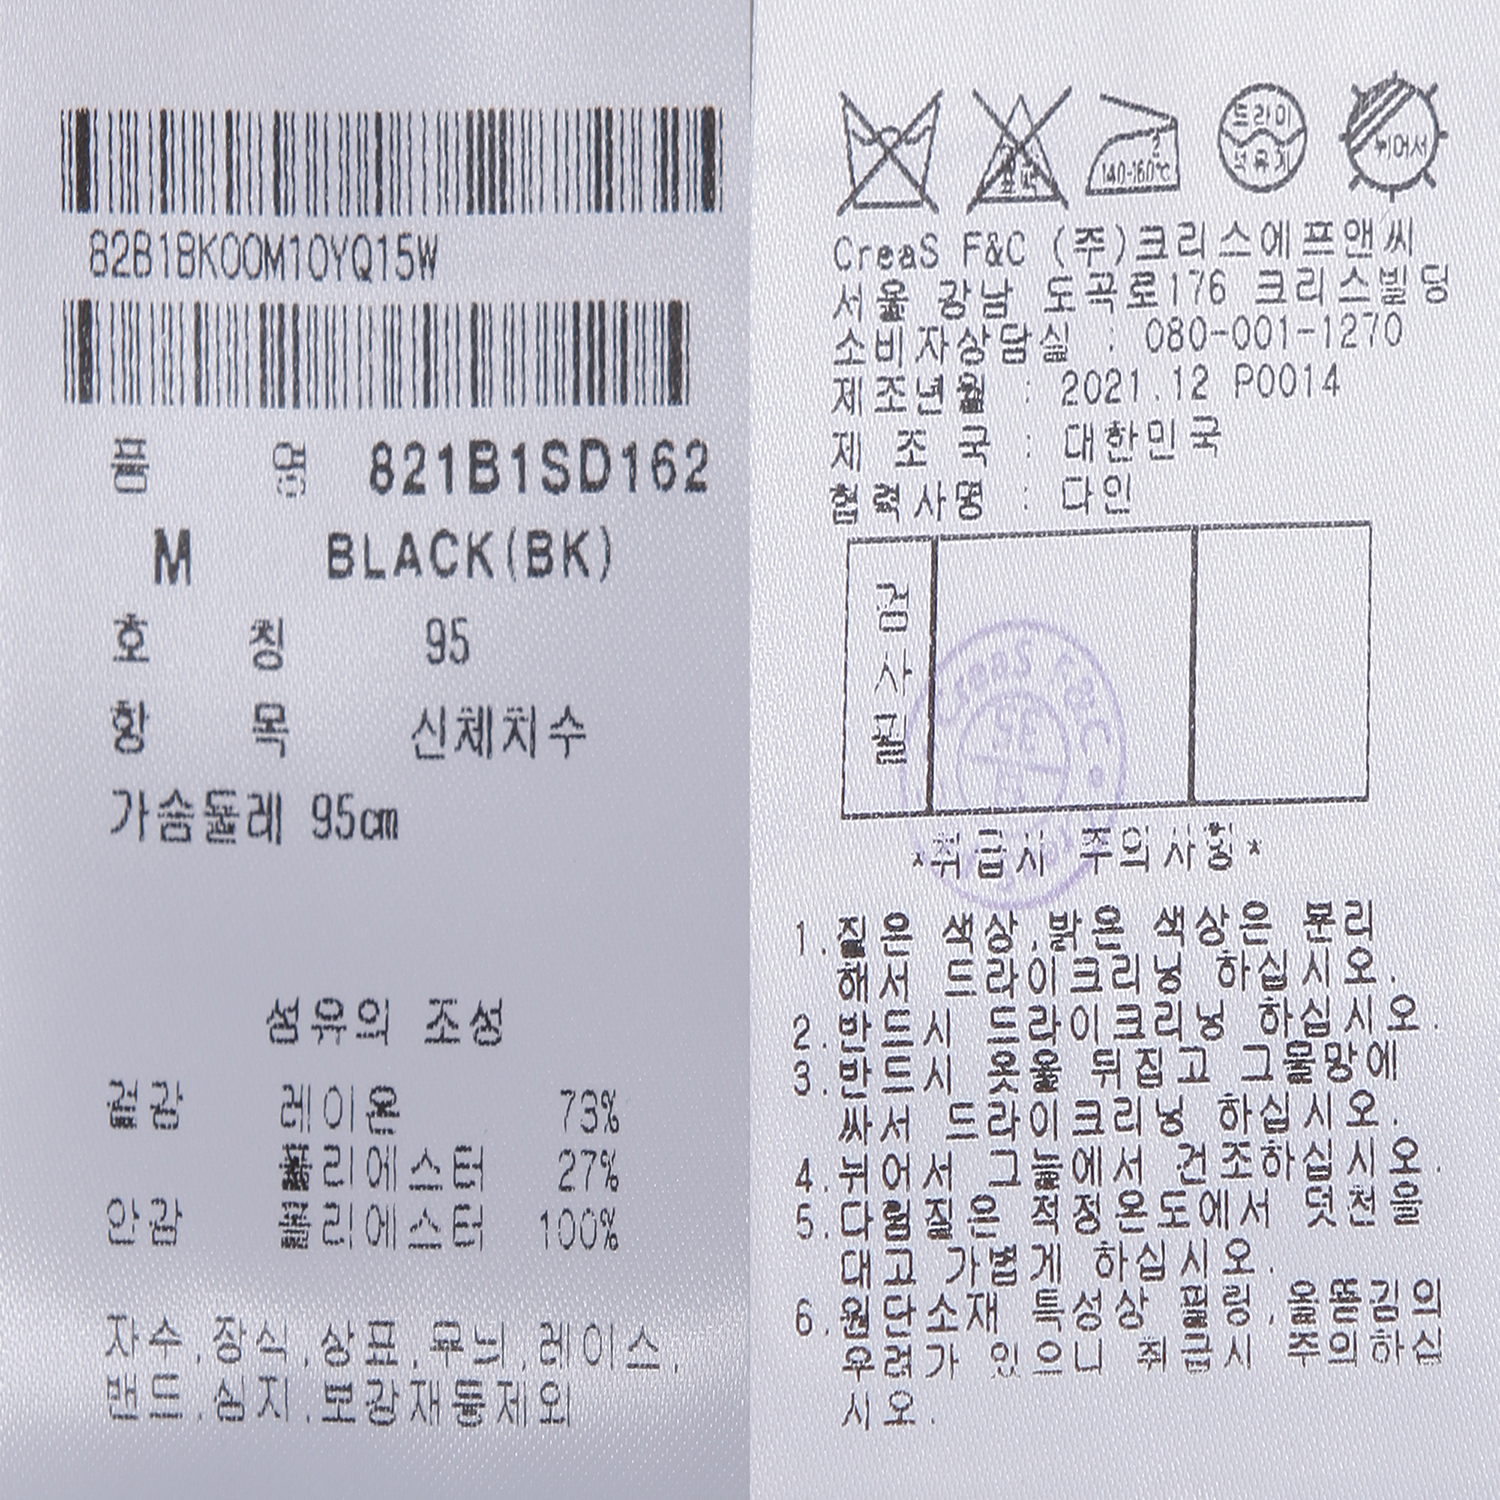 82B1BK00M10YQ15W
품 명 821B1SD162
M BLACK(BK)
호 칭 95
항 목 신체치수
가슴둘레 95cm
섬유의 조성
겉감 레이온 73%
폴리에스터 27%
안감 폴리에스터 100%
자수.장식.상표.무늬.레이스.
밴드.심지.보강재등제외
드라이
석유계
140-160℃
2
뉘어서
CreaS F&C (주)크리스에프앤씨
서울 강남 도곡로176 크리스빌딩
소비자상담실 : 080-001-1270
제조년월 : 2021.12 P0014
제 조 국 : 대한민국
협력사명 : 다인
검사필
CreaS F&C
*취급시 주의사항*
1.짙은 색상.밝은 색상은 분리
해서 드라이크리닝 하십시오.
2.반드시 드라이크리닝 하십시오.
3.반드시 옷을 뒤집고 그물망에
싸서 드라이크리닝 하십시오.
4.뉘어서 그늘에서 건조하십시오.
5.다림질은 적정온도에서 덧천을
대고 가볍게 하십시오.
6.원단소재 특성상 필링.올뜯김의
우려가 있으니 취급시 주의하십
시오.